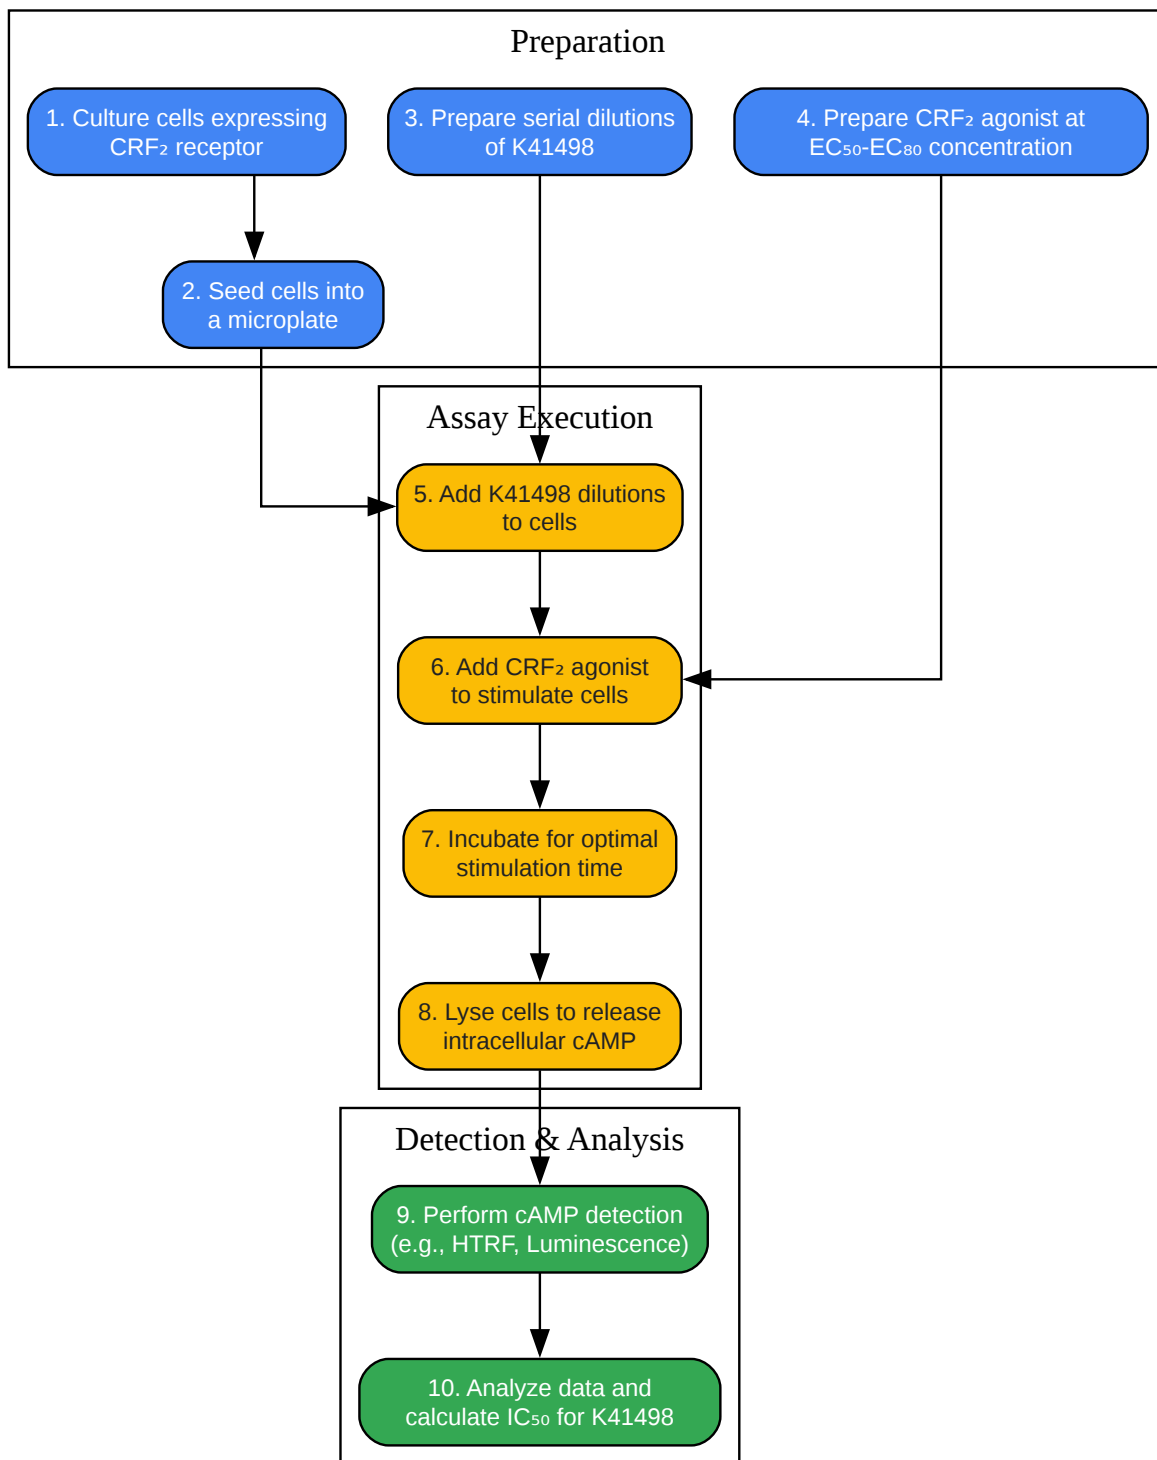 Preparation
1. Culture cells expressing
CRF₂ receptor
3. Prepare serial dilutions
of K41498
4. Prepare CRF₂ agonist at
EC₅₀-EC₈₀ concentration
2. Seed cells into
a microplate
Assay Execution
5. Add K41498 dilutions
to cells
6. Add CRF₂ agonist
to stimulate cells
7. Incubate for optimal
stimulation time
8. Lyse cells to release
intracellular cAMP
Detection & Analysis
9. Perform cAMP detection
(e.g., HTRF, Luminescence)
10. Analyze data and
calculate IC₅₀ for K41498